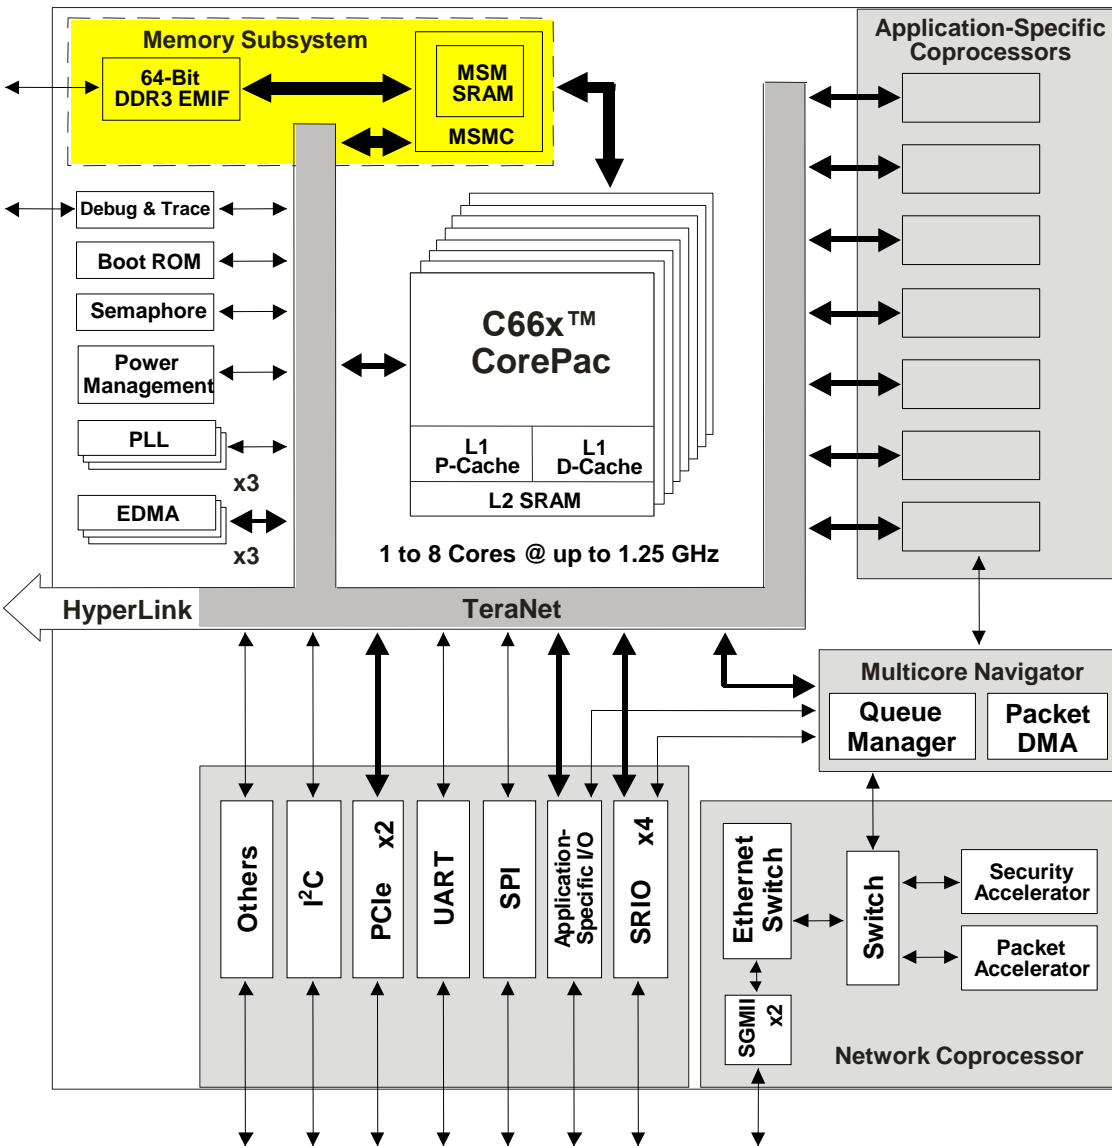 Memory Subsystem
64-Bit
DDR3 EMIF
MSM
SRAM
MSMC
Application-Specific
Coprocessors
Debug & Trace
Boot ROM
Semaphore
Power
Management
PLL
x3
EDMA
x3
C66x™
CorePac
L1
P-Cache
L1
D-Cache
L2 SRAM
1 to 8 Cores @ up to 1.25 GHz
HyperLink
TeraNet
Multicore Navigator
Queue
Manager
Packet
DMA
Others
I²C
PCIe x2
UART
SPI
Application-
Specific I/O
SRIO x4
Ethernet
Switch
Switch
Security
Accelerator
Packet
Accelerator
SGMII x2
Network Coprocessor